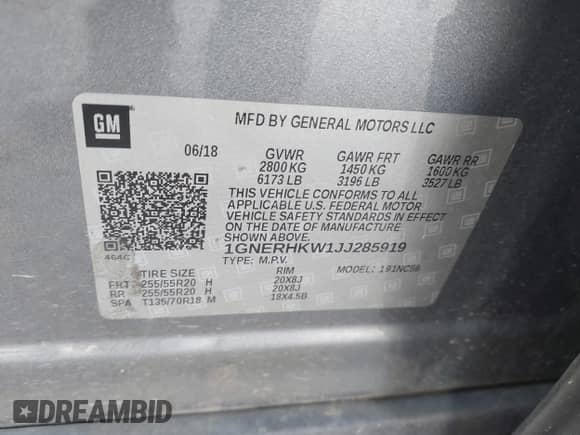 GM
MFD BY GENERAL MOTORS LLC
06/18 GVWR GAWR FRT GAWR RR
2800 KG 1450 KG 1600 KG
6173 LB 3196 LB 3527 LB
THIS VEHICLE CONFORMS TO ALL
APPLICABLE U.S. FEDERAL MOTOR
VEHICLE SAFETY STANDARDS IN EFFECT
ON THE DATE OF MANUFACTURE
SHOWN ABOVE.
1GNERHKW1JJ285919
464C
TYPE: M.P.V. MODEL: 191NC56
TIRE SIZE RIM
FRT 255/55R20 H 20X8J
RR 255/55R20 H 20X8J
SPA T135/70R18 M 18X4.5B
DREAMBID